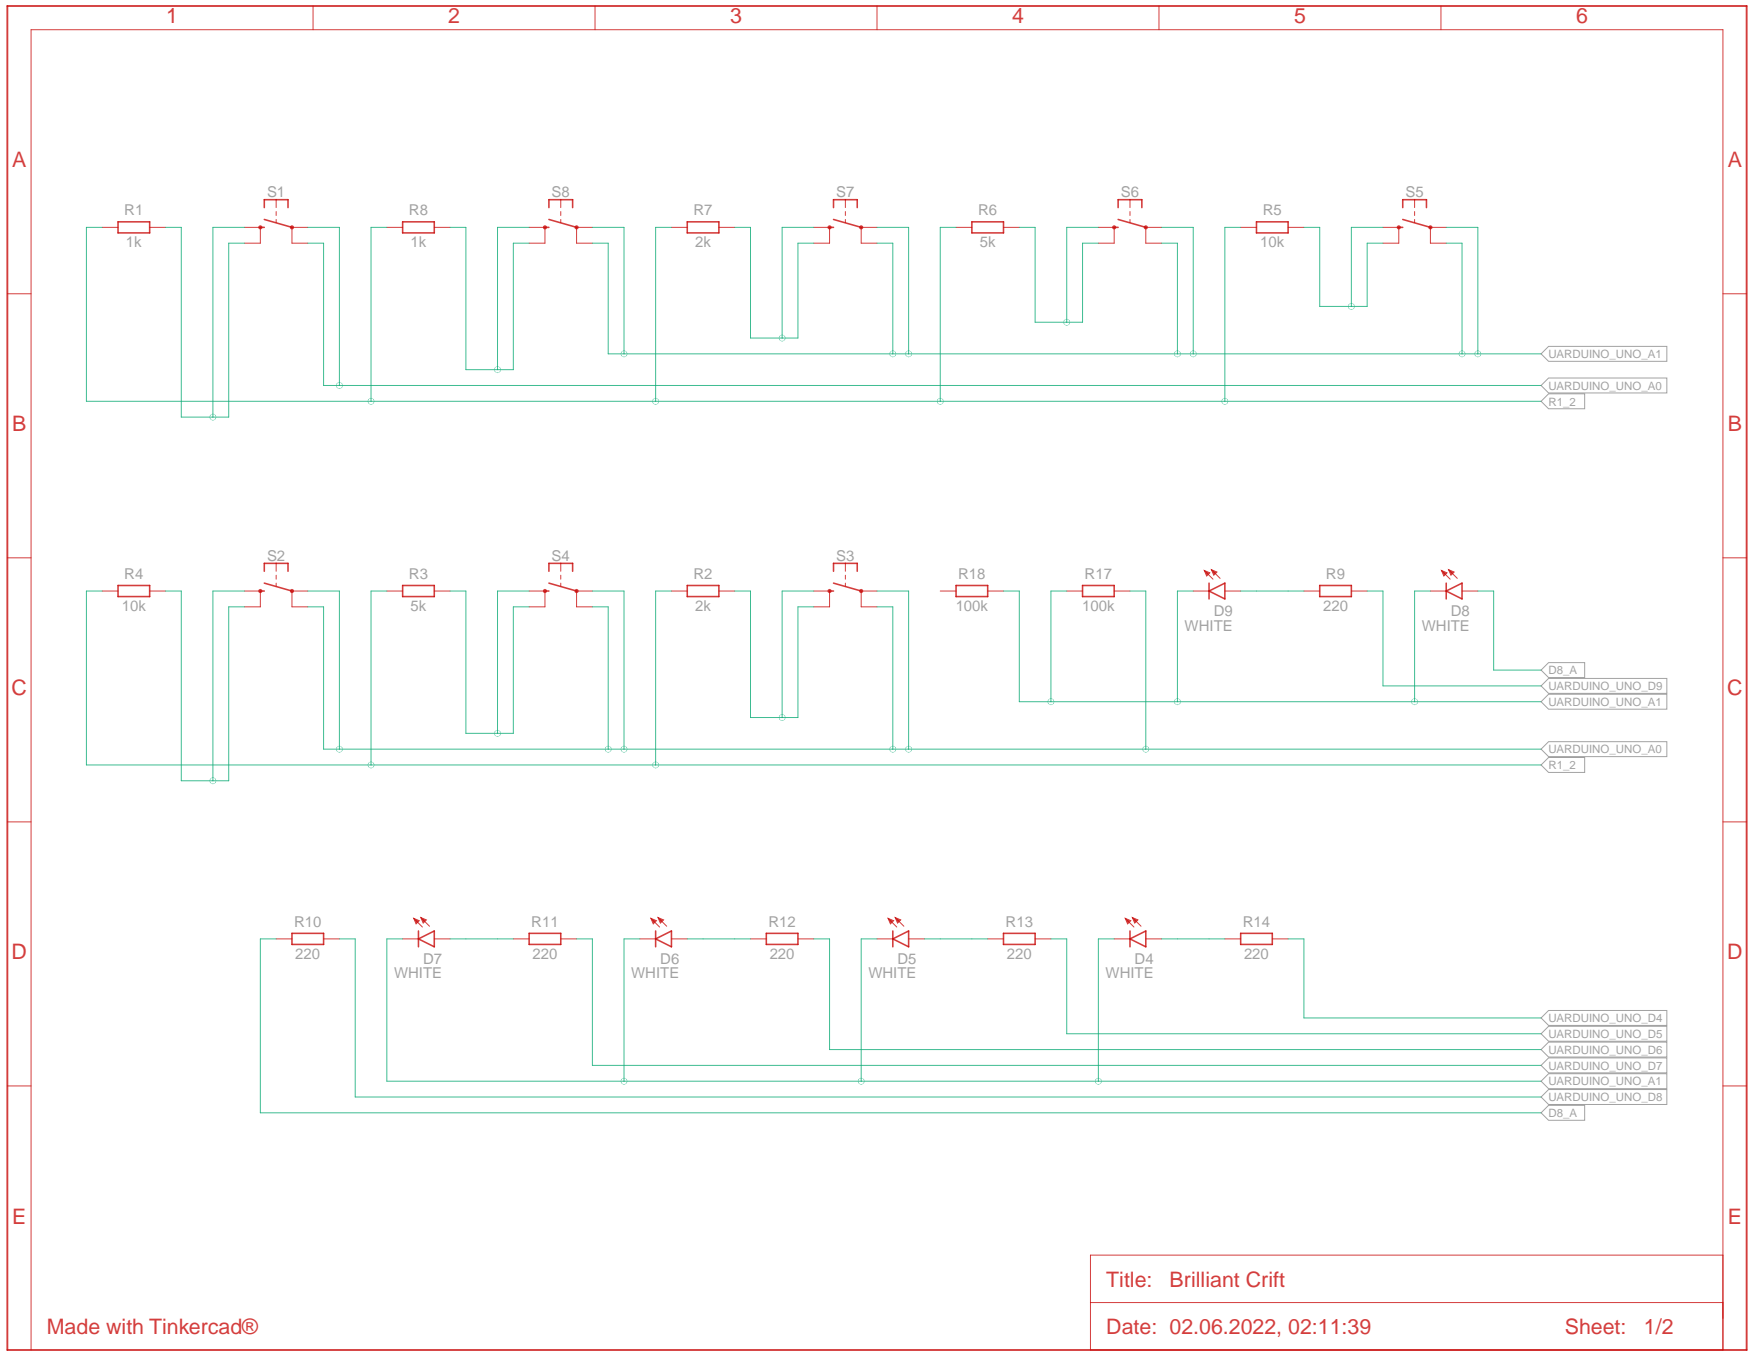 1 2 3 4 5 6
A A
S1 S8 S7 S6 S5
R1 R8 R7 R6 R5
1k 1k 2k 5k 10k
UARDUINO_UNO_A1
UARDUINO_UNO_A0
R1_2
B B
S2 S4 S3
R4 R3 R2 R18 R17 R9
10k 5k 2k 100k 100k D9 220 D8
WHITE WHITE
D8_A
UARDUINO_UNO_D9
C C
UARDUINO_UNO_A1
UARDUINO_UNO_A0
R1_2
R10 R11 R12 R13 R14
D D
220 D7 220 D6 220 D5 220 D4 220
WHITE WHITE WHITE WHITE
UARDUINO_UNO_D4
UARDUINO_UNO_D5
UARDUINO_UNO_D6
UARDUINO_UNO_D7
UARDUINO_UNO_A1
UARDUINO_UNO_D8
D8_A
E E
Title: Brilliant Crift
Made with Tinkercad® Date: 02.06.2022, 02:11:39 Sheet: 1/2